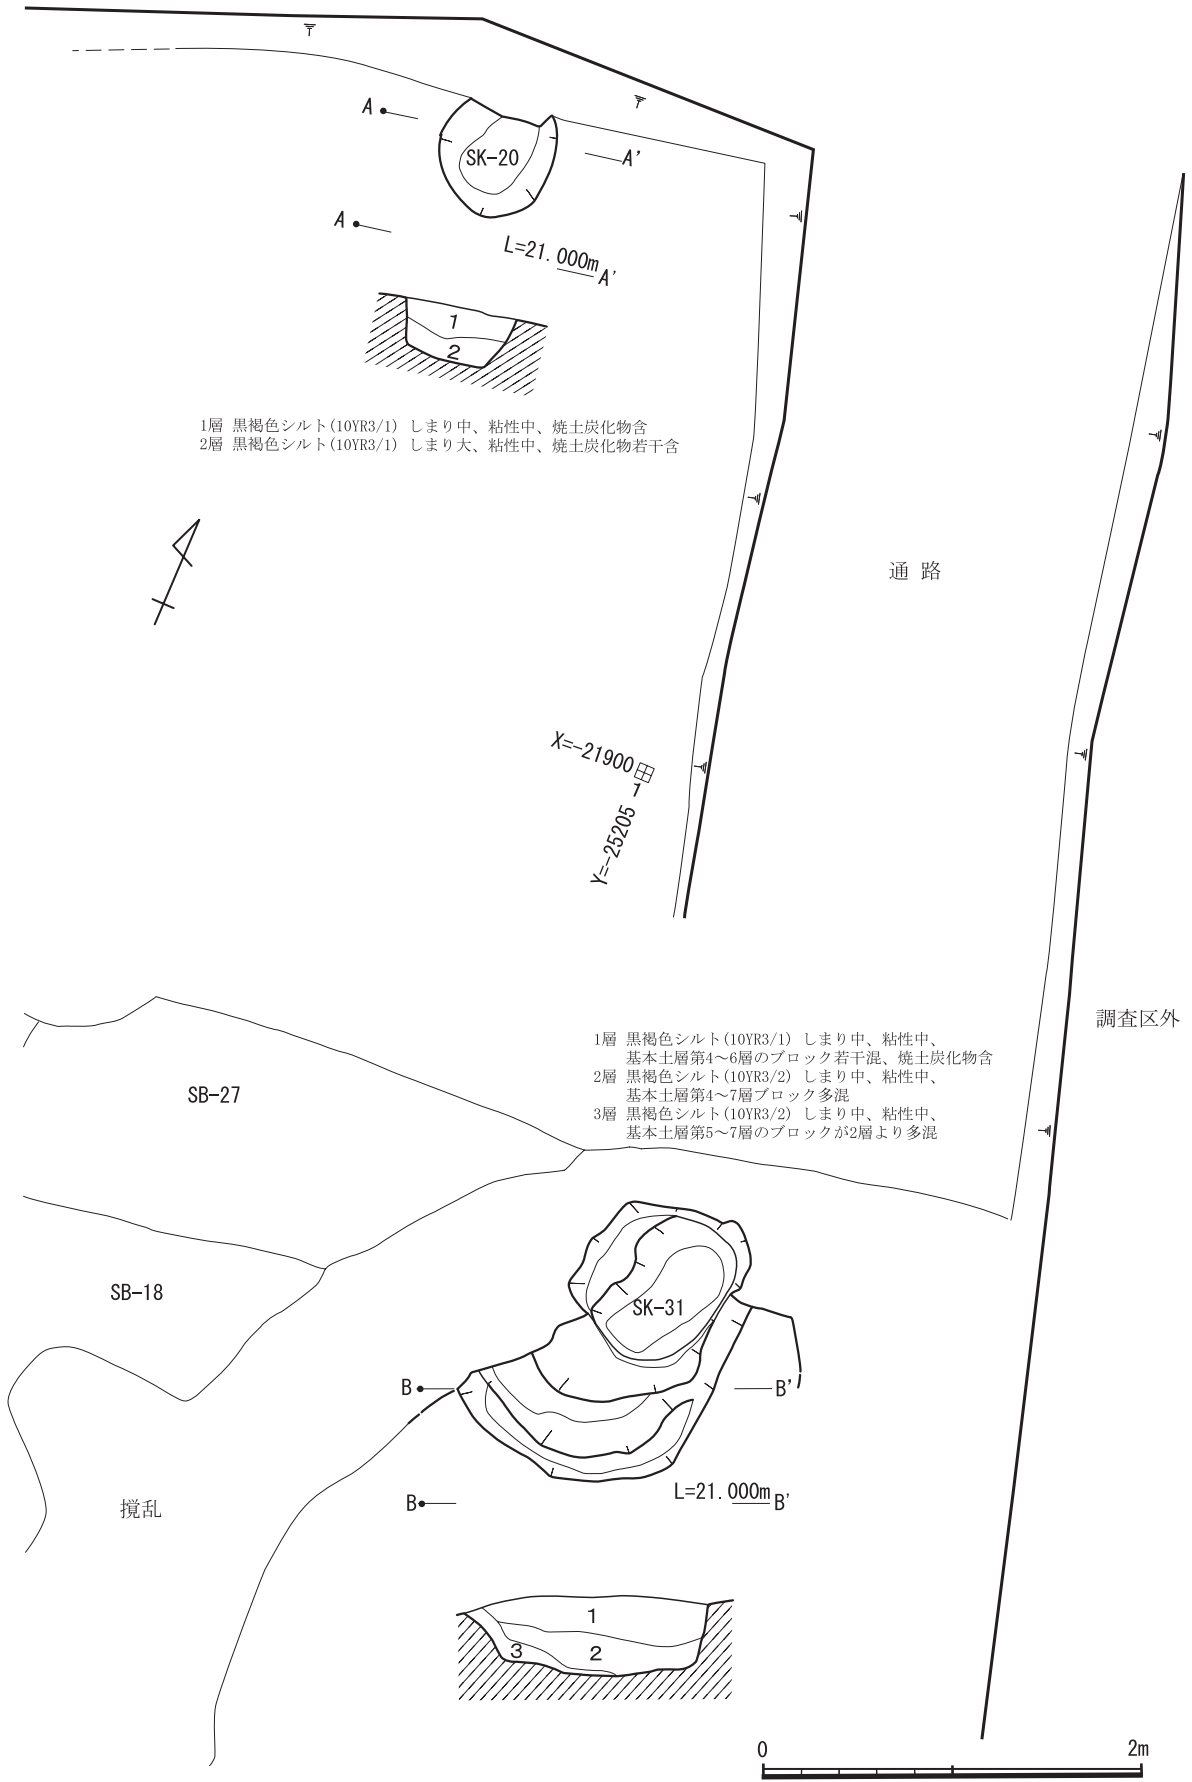 A
SK-20
A'
A
L=21.000m
A'
1
2
1層 黒褐色シルト(10YR3/1) しまり中、粘性中、焼土炭化物含
2層 黒褐色シルト(10YR3/1) しまり大、粘性中、焼土炭化物若干含
通 路
X=-21900
1
Y=-25205
調査区外
1層 黒褐色シルト(10YR3/1) しまり中、粘性中、
基本土層第4～6層のブロック若干混、焼土炭化物含
2層 黒褐色シルト(10YR3/2) しまり中、粘性中、
基本土層第4～7層ブロック多混
3層 黒褐色シルト(10YR3/2) しまり中、粘性中、
基本土層第5～7層のブロックが2層より多混
SB-27
SB-18
SK-31
B
B'
撹乱
L=21.000m
B
B'
1
3
2
0
2m